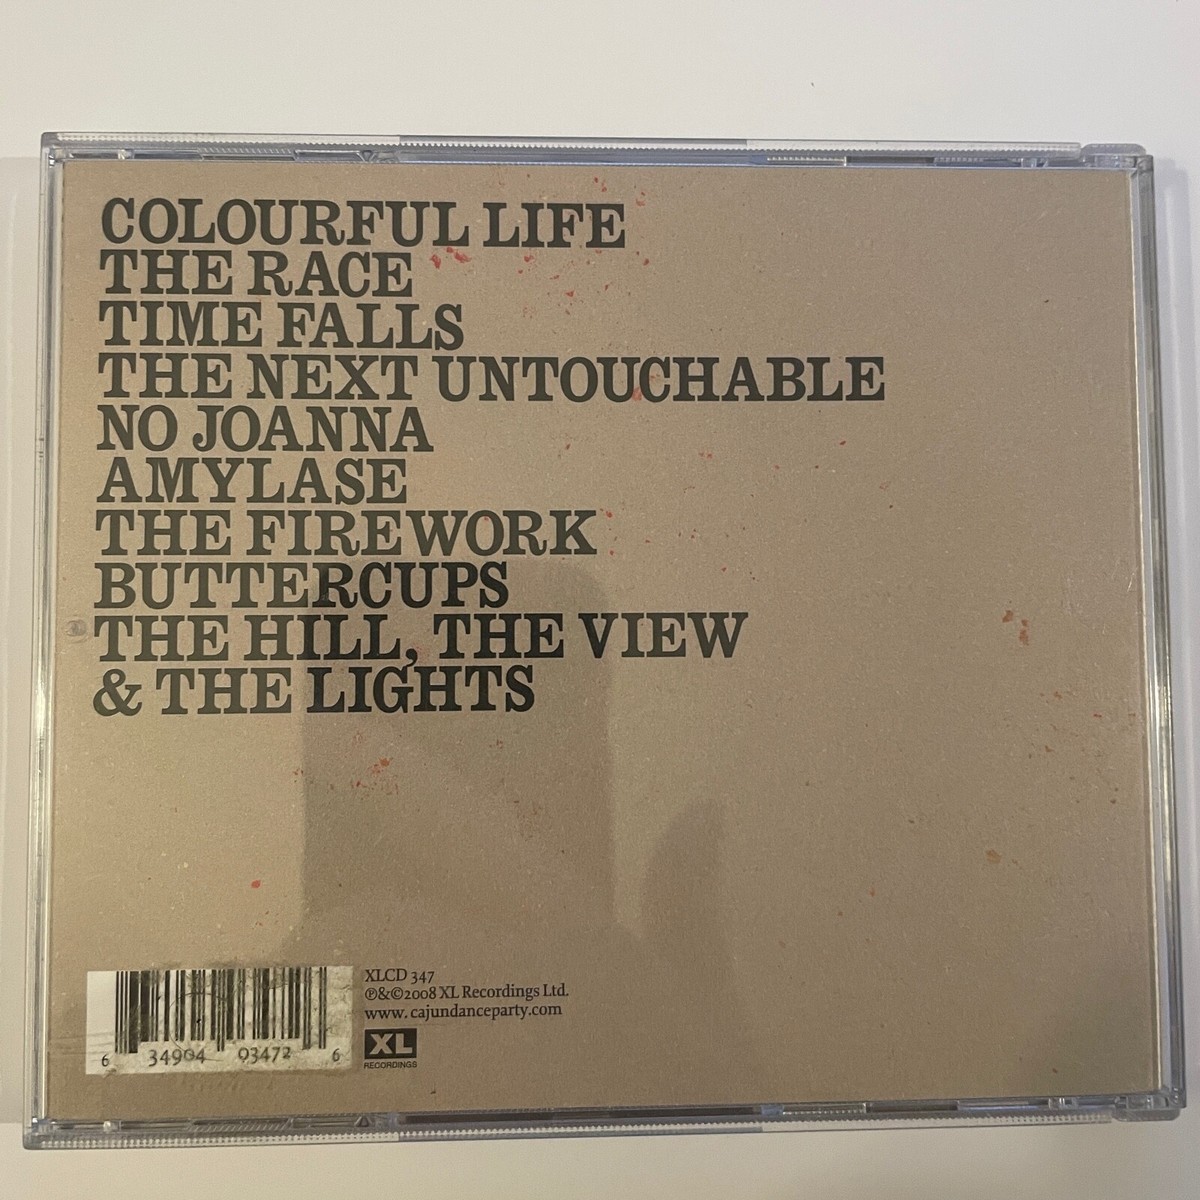 COLOURFUL LIFE
THE RACE
TIME FALLS
THE NEXT UNTOUCHABLE
NO JOANNA
AMYLASE
THE FIREWORK
BUTTERCUPS
THE HILL, THE VIEW
& THE LIGHTS
XLCD 347
℗&©2008 XL Recordings Ltd.
www.cajundanceparty.com
XL
RECORDINGS
6 34904 03472 6